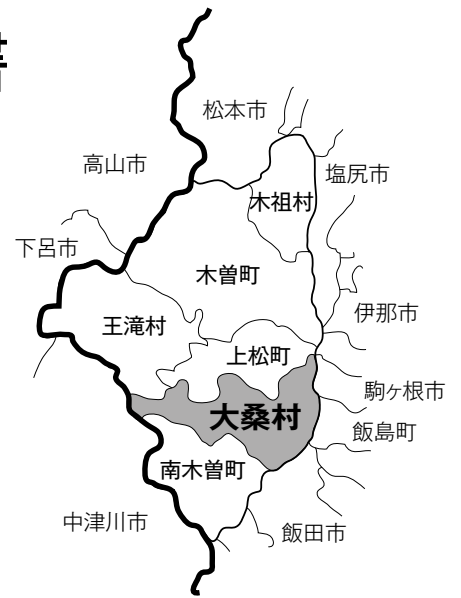 松本市
高山市
塩尻市
木祖村
下呂市
木曽町
伊那市
王滝村
上松町
駒ヶ根市
大桑村
飯島町
南木曽町
中津川市
飯田市